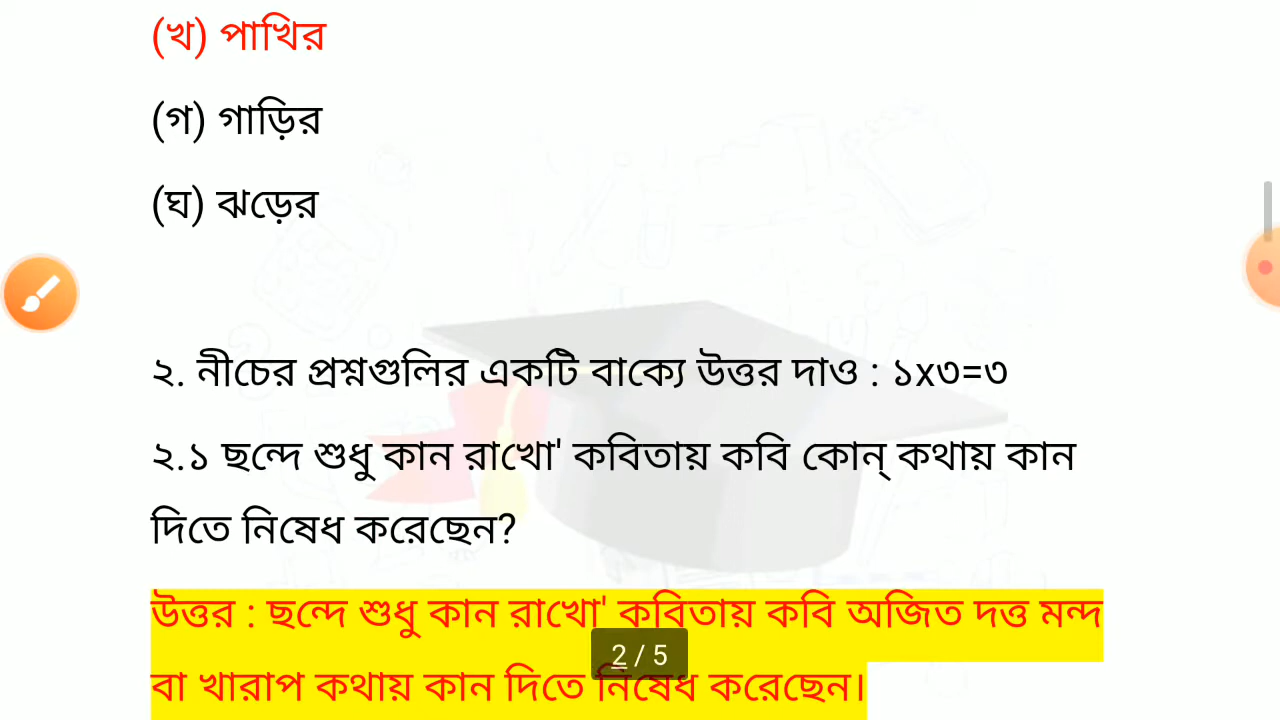 (খ) পাখির
(গ) গাড়ির
(ঘ) ঝড়ের
২. নীচের প্রশ্নগুলির একটি বাক্যে উত্তর দাও : ১x৩=৩
২.১ ছন্দে শুধু কান রাখো' কবিতায় কবি কোন্ কথায় কান
দিতে নিষেধ করেছেন?
উত্তর : ছন্দে শুধু কান রাখো' কবিতায় কবি অজিত দত্ত মন্দ
বা খারাপ কথায় কান দিতে নিষেধ করেছেন।
2 / 5